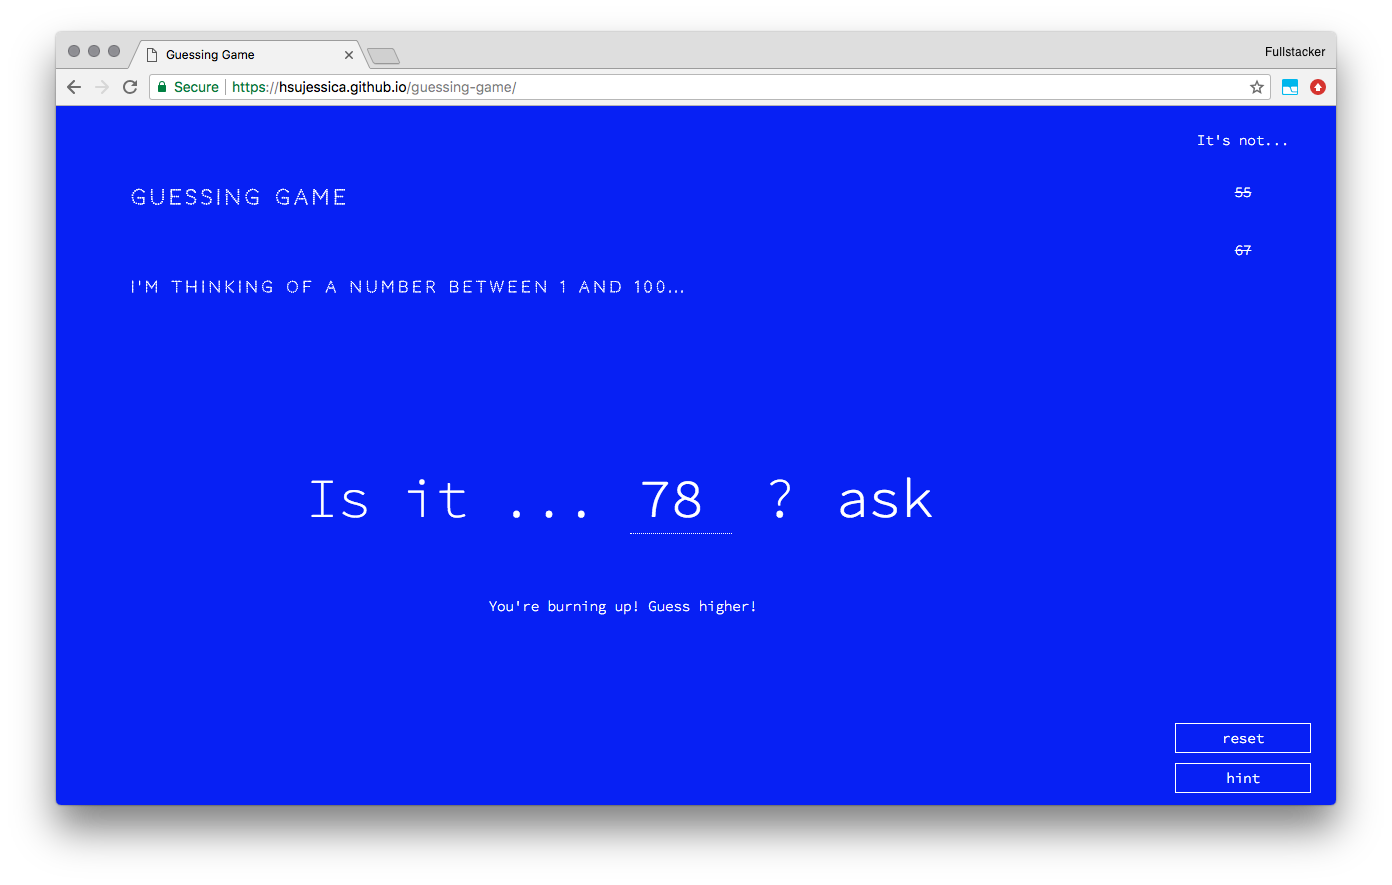 Guessing Game
Fullstacker
Secure https://hsujessica.github.io/guessing-game/
It's not...
GUESSING GAME
55
67
I'M THINKING OF A NUMBER BETWEEN 1 AND 100...
Is it ... 78 ? ask
You're burning up! Guess higher!
reset
hint